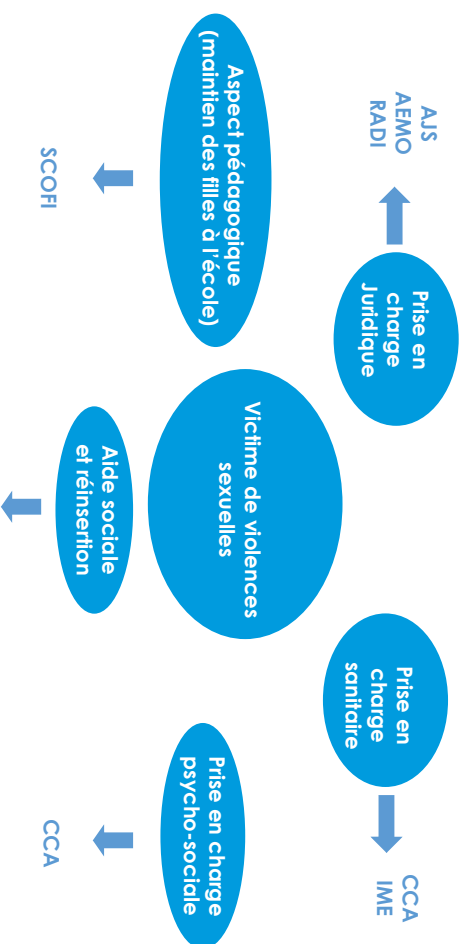 AJS
AEMO
RADI
Prise en
charge
Juridique
Prise en
charge
sanitaire
CCA
IME
Victime de violences
sexuelles
Aspect pédagogique
(maintien des filles à l'école)
Prise en charge
psycho-sociale
Aide sociale
et réinsertion
SCOFI
CCA